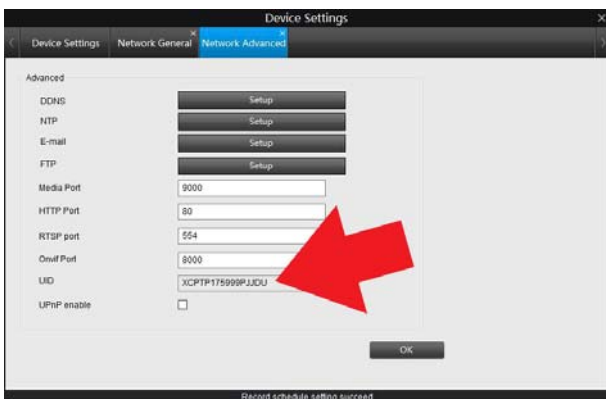 Device Settings
Device Settings Network General Network Advanced
Advanced
DDNS Setup
NTP Setup
E-mail Setup
FTP Setup
Media Port 9000
HTTP Port 80
RTSP port 554
Onvif Port 8000
UID XCPTP175999PJJDU
UPnP enable
OK
Record schedule setting succeed